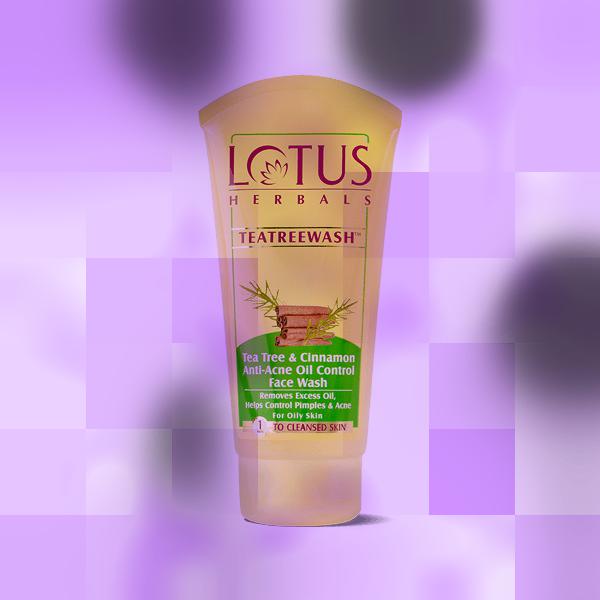 LOTUS
HERBALS
TEATREEWASH™
Tea Tree & Cinnamon
Anti-Acne Oil Control
Face Wash
Removes Excess Oil,
Helps Control Pimples & Acne
For Oily Skin
1 TO CLEANSED SKIN